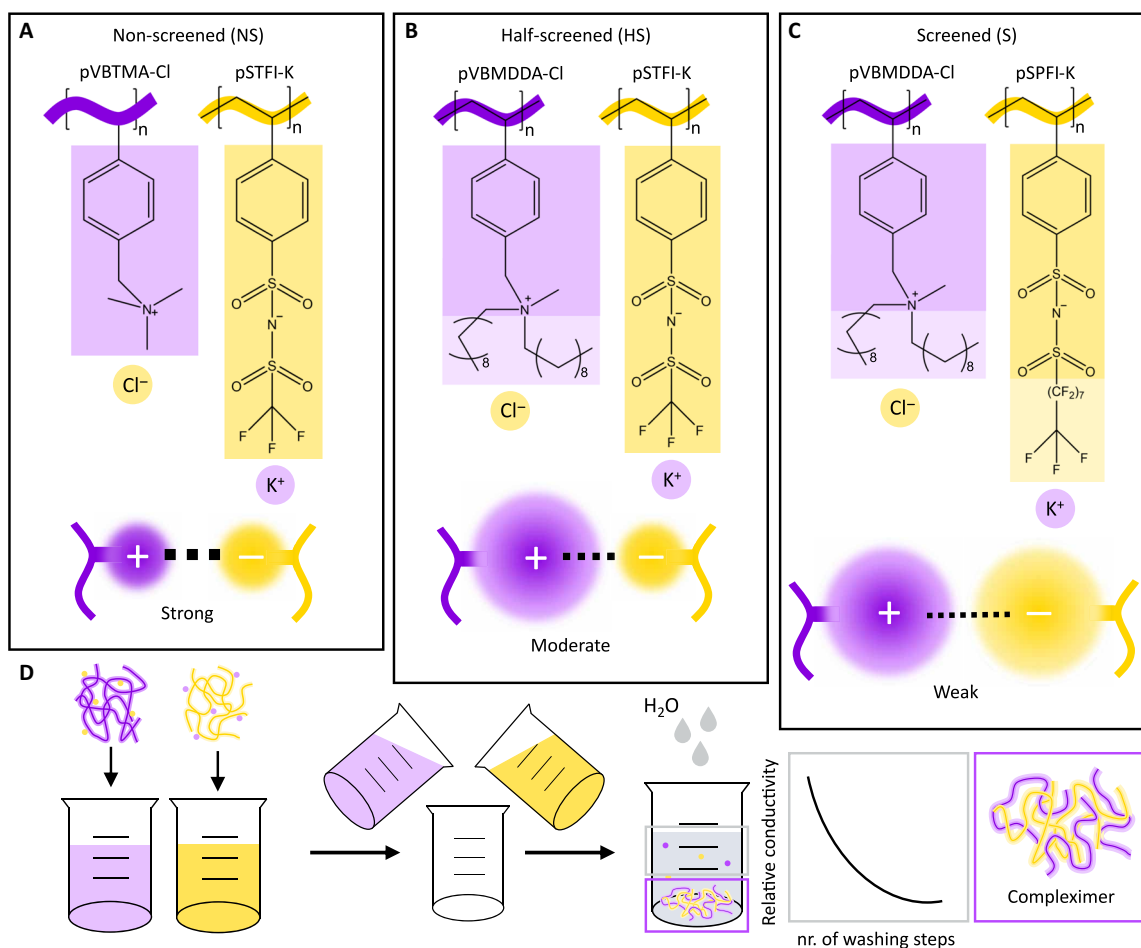 A
Non-screened (NS)
pVBTMA-Cl
pSTFI-K
n
n
N
+
S
O
O
N
−
S
O
O
F
F
F
Cl−
K+
+
−
Strong
B
Half-screened (HS)
pVBMDDA-Cl
pSTFI-K
n
n
N
+
8
8
S
O
O
N
−
S
O
O
F
F
F
Cl−
K+
+
−
Moderate
C
Screened (S)
pVBMDDA-Cl
pSPFI-K
n
n
N
+
8
8
S
O
O
N
−
S
O
O
(CF2)7
F
F
F
Cl−
K+
+
−
Weak
D
H2O
Relative conductivity
nr. of washing steps
Compleximer